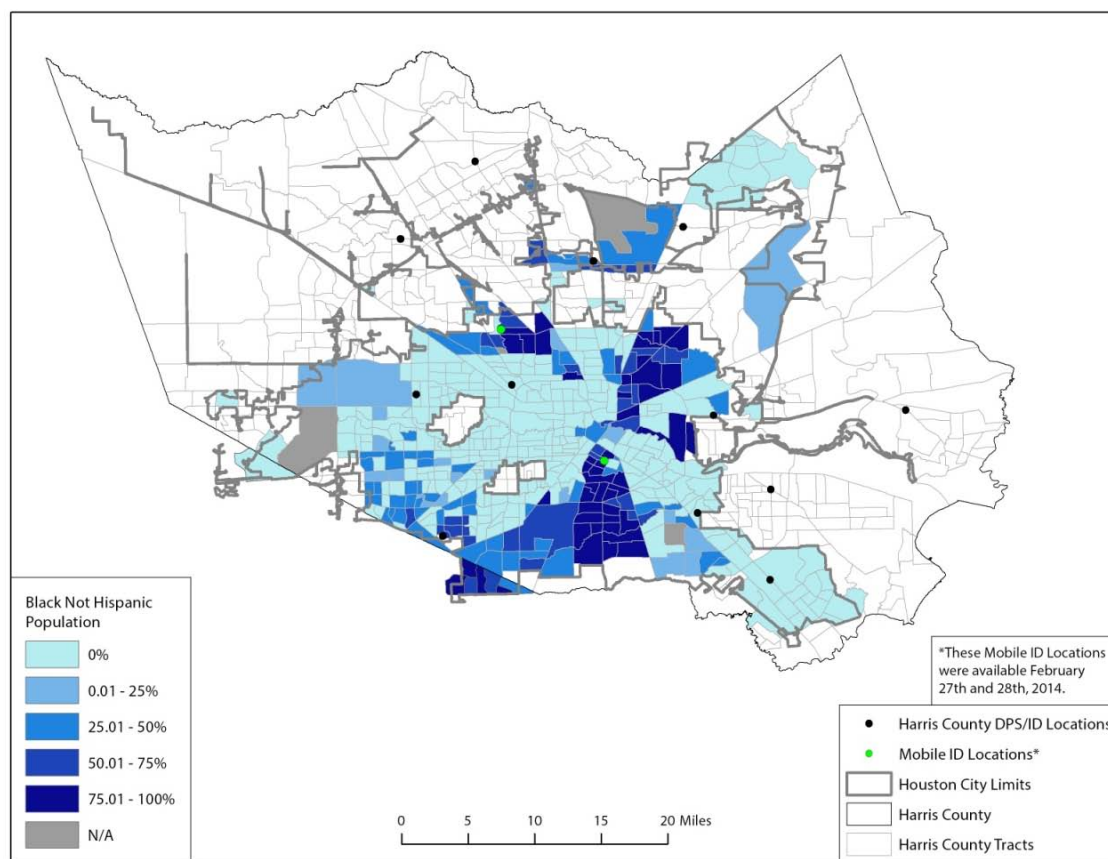 Black Not Hispanic
Population
0%
0.01 - 25%
25.01 - 50%
50.01 - 75%
75.01 - 100%
N/A
0 5 10 15 20 Miles
*These Mobile ID Locations
were available February
27th and 28th, 2014.
Harris County DPS/ID Locations
Mobile ID Locations*
Houston City Limits
Harris County
Harris County Tracts